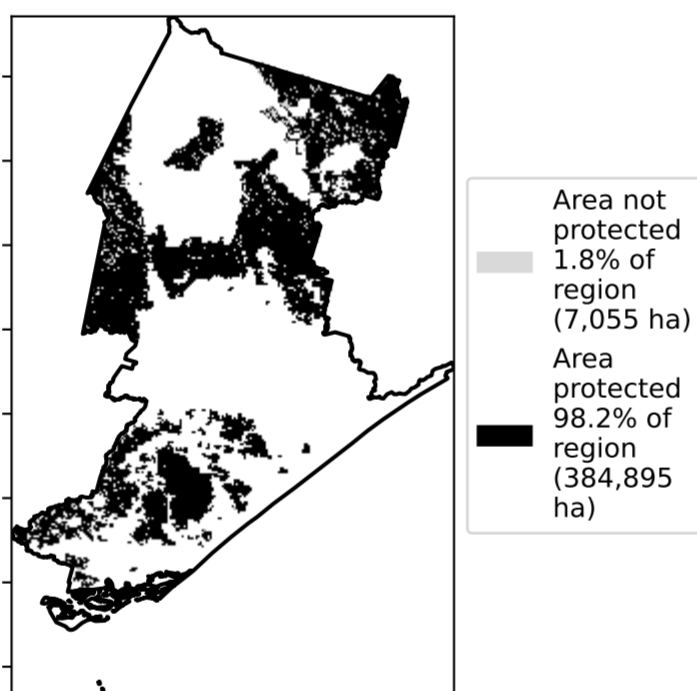 Area not
protected
1.8% of
region
(7,055 ha)
Area
protected
98.2% of
region
(384,895
ha)